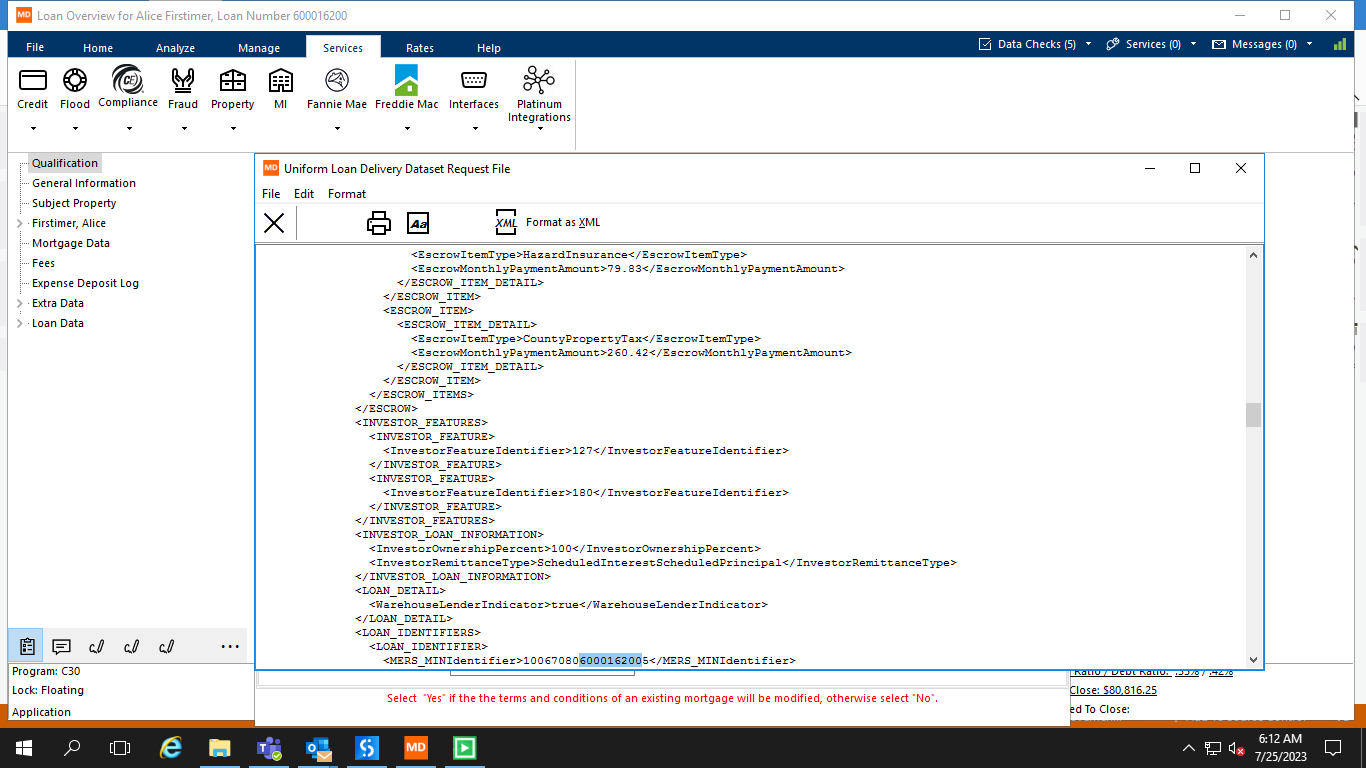 MD Loan Overview for Alice Firstimer, Loan Number 600016200
File Home Analyze Manage Services Rates Help Data Checks (5) Services (0) Messages (0)
Credit Flood Compliance Fraud Property MI Fannie Mae Freddie Mac Interfaces Platinum Integrations
Qualification
General Information
Subject Property
Firstimer, Alice
Mortgage Data
Fees
Expense Deposit Log
Extra Data
Loan Data
MD Uniform Loan Delivery Dataset Request File
File Edit Format
Aa XML Format as XML
<EscrowItemType>HazardInsurance</EscrowItemType>
<EscrowMonthlyPaymentAmount>79.83</EscrowMonthlyPaymentAmount>
</ESCROW_ITEM_DETAIL>
</ESCROW_ITEM>
<ESCROW_ITEM>
<ESCROW_ITEM_DETAIL>
<EscrowItemType>CountyPropertyTax</EscrowItemType>
<EscrowMonthlyPaymentAmount>260.42</EscrowMonthlyPaymentAmount>
</ESCROW_ITEM_DETAIL>
</ESCROW_ITEM>
</ESCROW_ITEMS>
</ESCROW>
<INVESTOR_FEATURES>
<INVESTOR_FEATURE>
<InvestorFeatureIdentifier>127</InvestorFeatureIdentifier>
</INVESTOR_FEATURE>
<INVESTOR_FEATURE>
<InvestorFeatureIdentifier>180</InvestorFeatureIdentifier>
</INVESTOR_FEATURE>
</INVESTOR_FEATURES>
<INVESTOR_LOAN_INFORMATION>
<InvestorOwnershipPercent>100</InvestorOwnershipPercent>
<InvestorRemittanceType>ScheduledInterestScheduledPrincipal</InvestorRemittanceType>
</INVESTOR_LOAN_INFORMATION>
<LOAN_DETAIL>
<WarehouseLenderIndicator>true</WarehouseLenderIndicator>
</LOAN_DETAIL>
<LOAN_IDENTIFIERS>
<LOAN_IDENTIFIER>
<MERS_MINIdentifier>100670806000162005</MERS_MINIdentifier>
Program: C30
Lock: Floating
Application
Select "Yes" if the the terms and conditions of an existing mortgage will be modified, otherwise select "No".
Ratio / Debt Ratio:
Close: $80,816.25
ed To Close:
MD
6:12 AM
7/25/2023